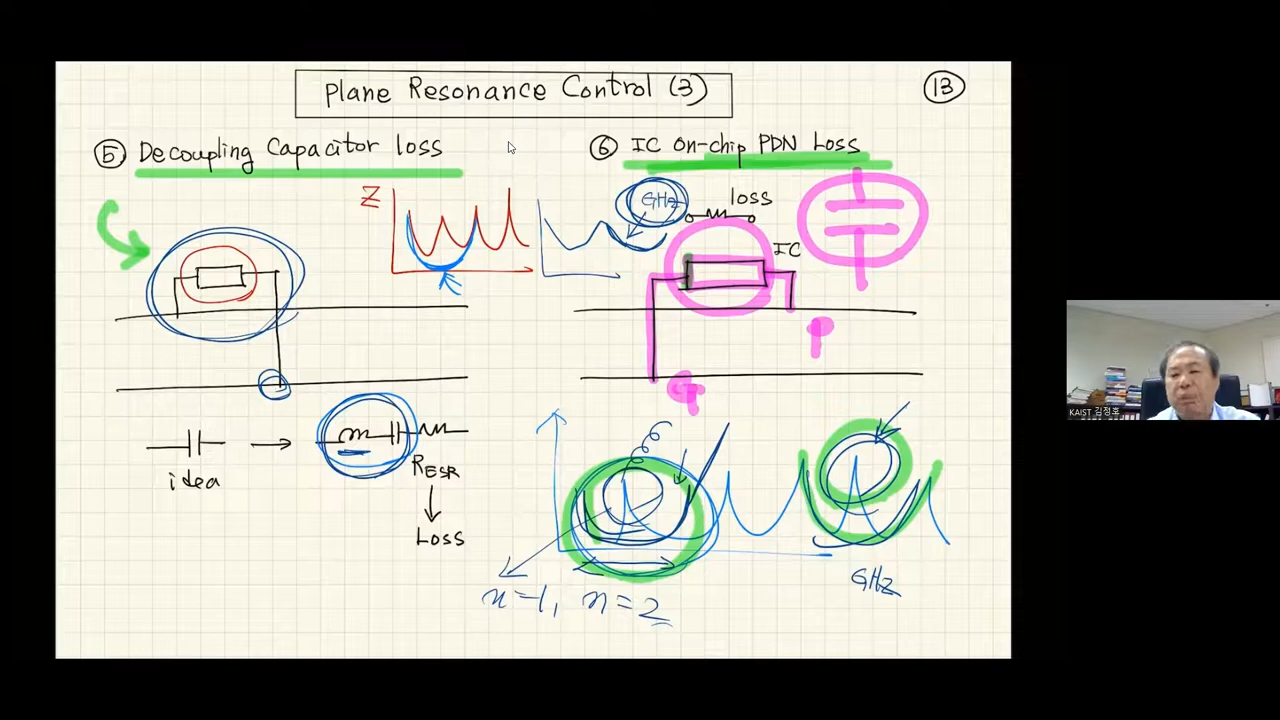 Plane Resonance Control (3)
13
⑤ Decoupling Capacitor loss
Z
idea
RESR
Loss
⑥ IC On-chip PDN Loss
GHz
loss
IC
P
G
n=1, n=2
GHz
KAIST 김정호